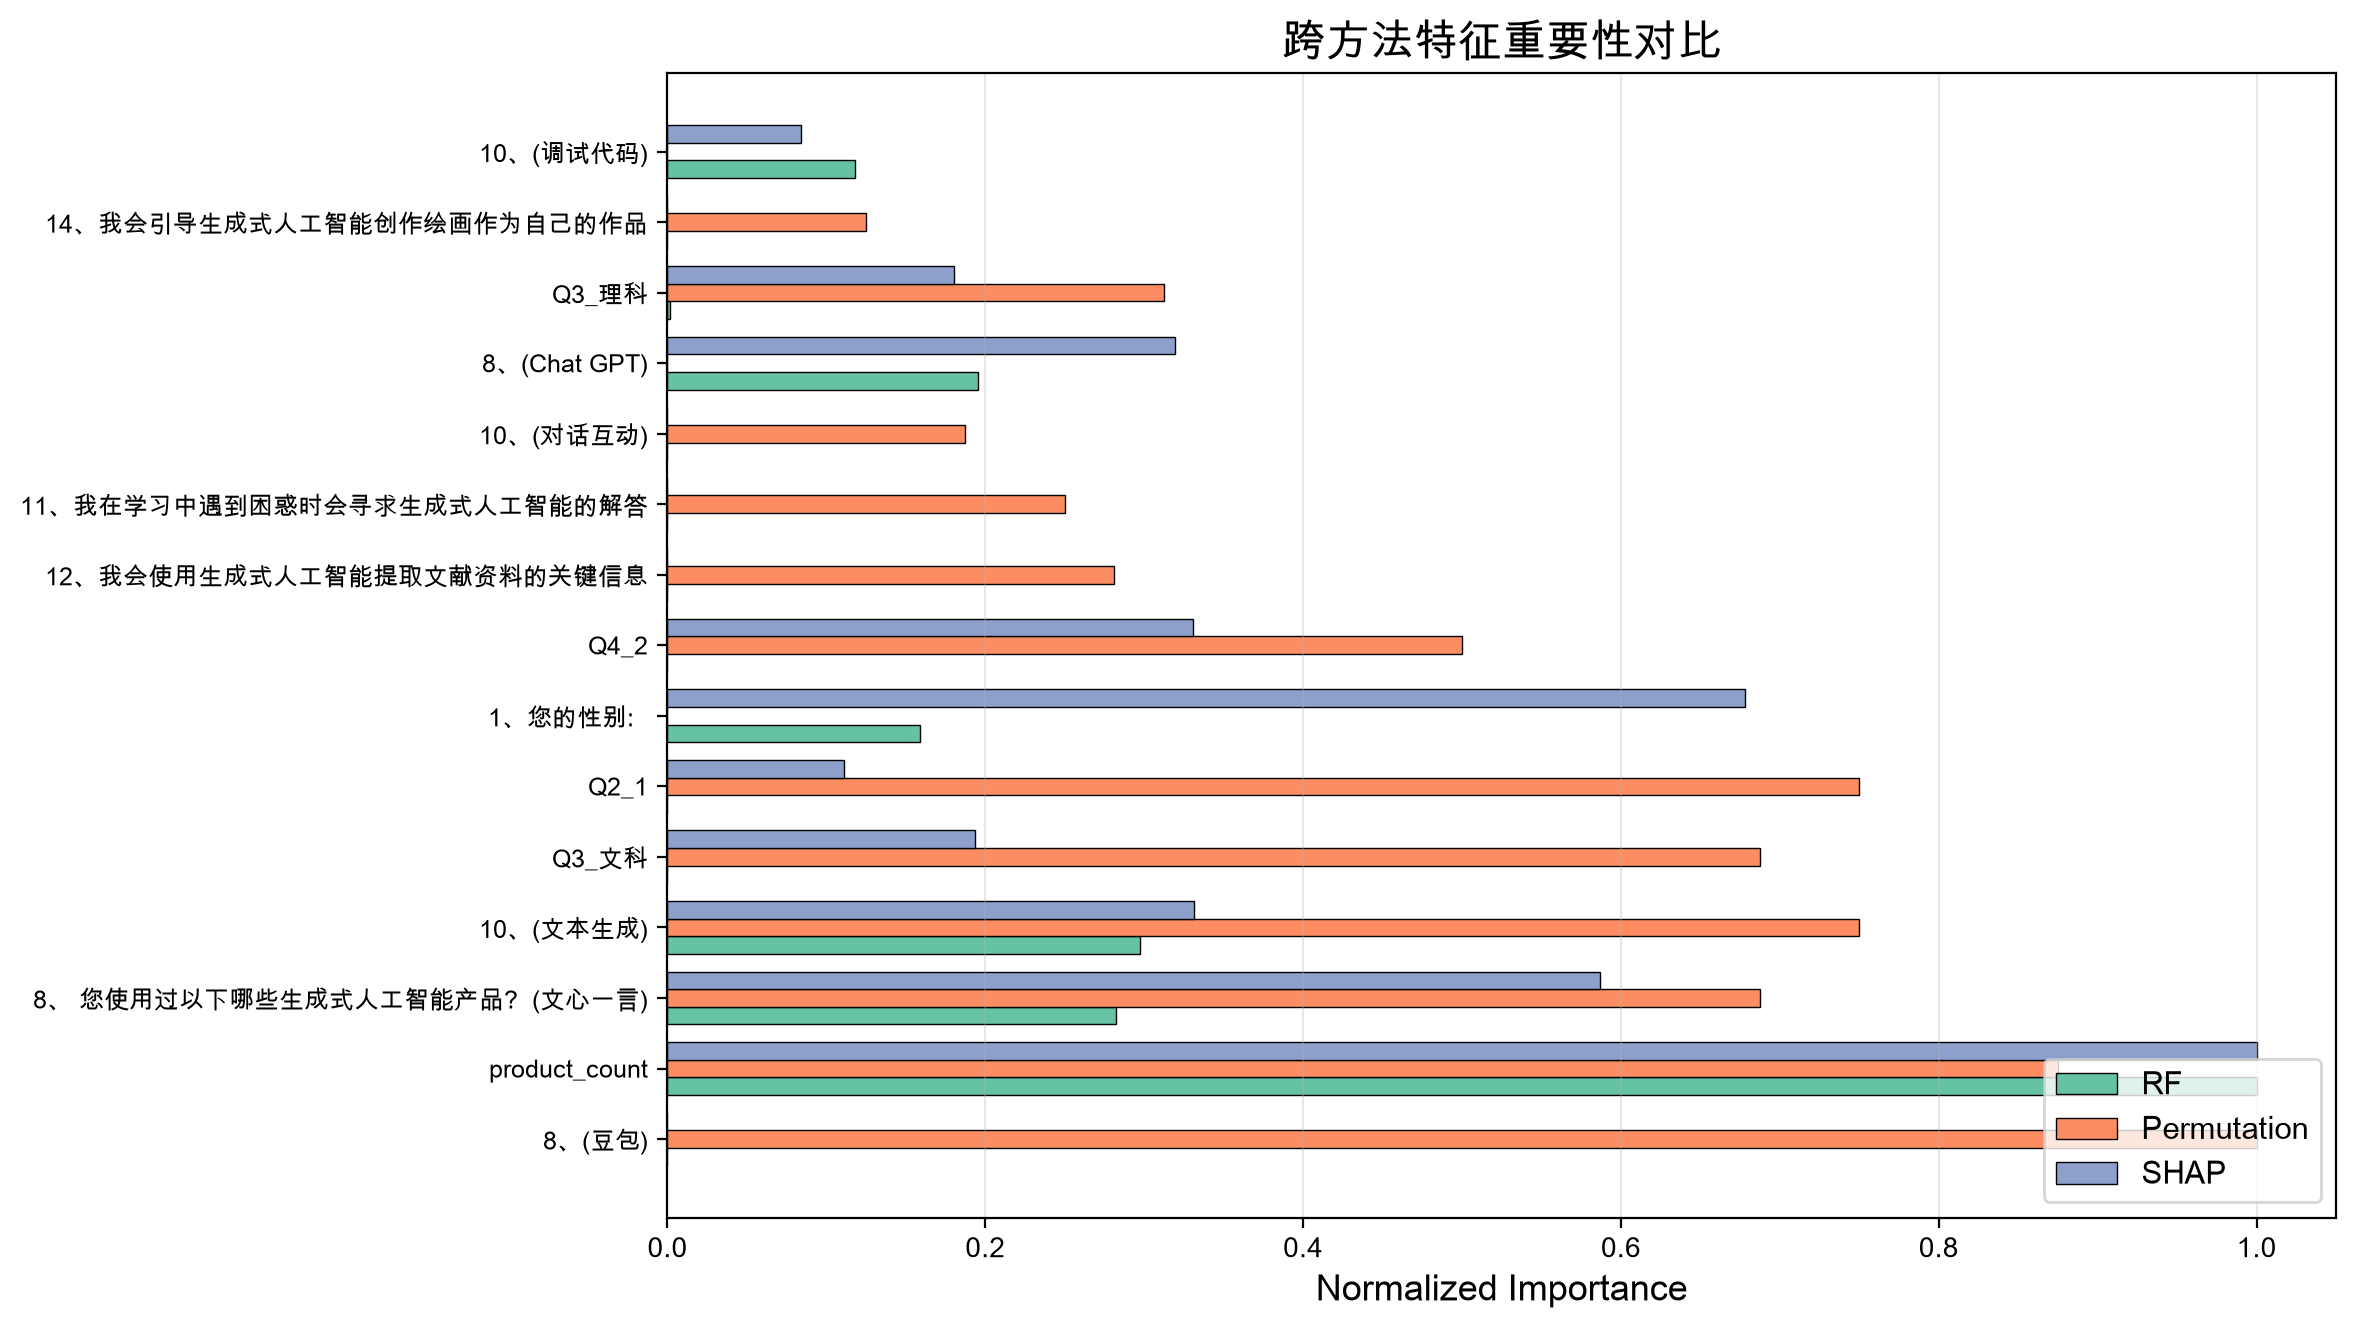 跨方法特征重要性对比
10、(调试代码)
14、我会引导生成式人工智能创作绘画作为自己的作品
Q3_理科
8、(Chat GPT)
10、(对话互动)
11、我在学习中遇到困惑时会寻求生成式人工智能的解答
12、我会使用生成式人工智能提取文献资料的关键信息
Q4_2
1、您的性别:
Q2_1
Q3_文科
10、(文本生成)
8、 您使用过以下哪些生成式人工智能产品？(文心一言)
product_count
8、(豆包)
RF
Permutation
SHAP
0.0 0.2 0.4 0.6 0.8 1.0
Normalized Importance